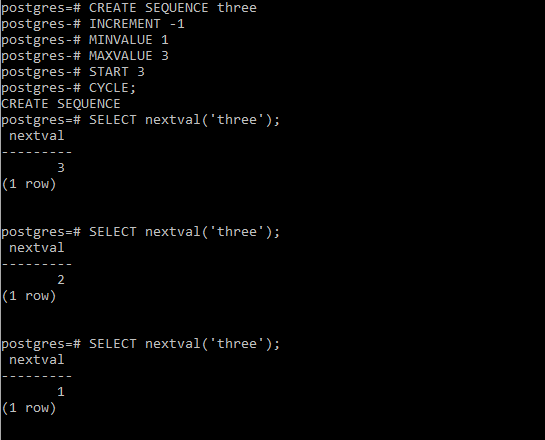 postgres=# CREATE SEQUENCE three
postgres-# INCREMENT -1
postgres-# MINVALUE 1
postgres-# MAXVALUE 3
postgres-# START 3
postgres-# CYCLE;
CREATE SEQUENCE
postgres=# SELECT nextval('three');
 nextval
---------
       3
(1 row)

postgres=# SELECT nextval('three');
 nextval
---------
       2
(1 row)

postgres=# SELECT nextval('three');
 nextval
---------
       1
(1 row)